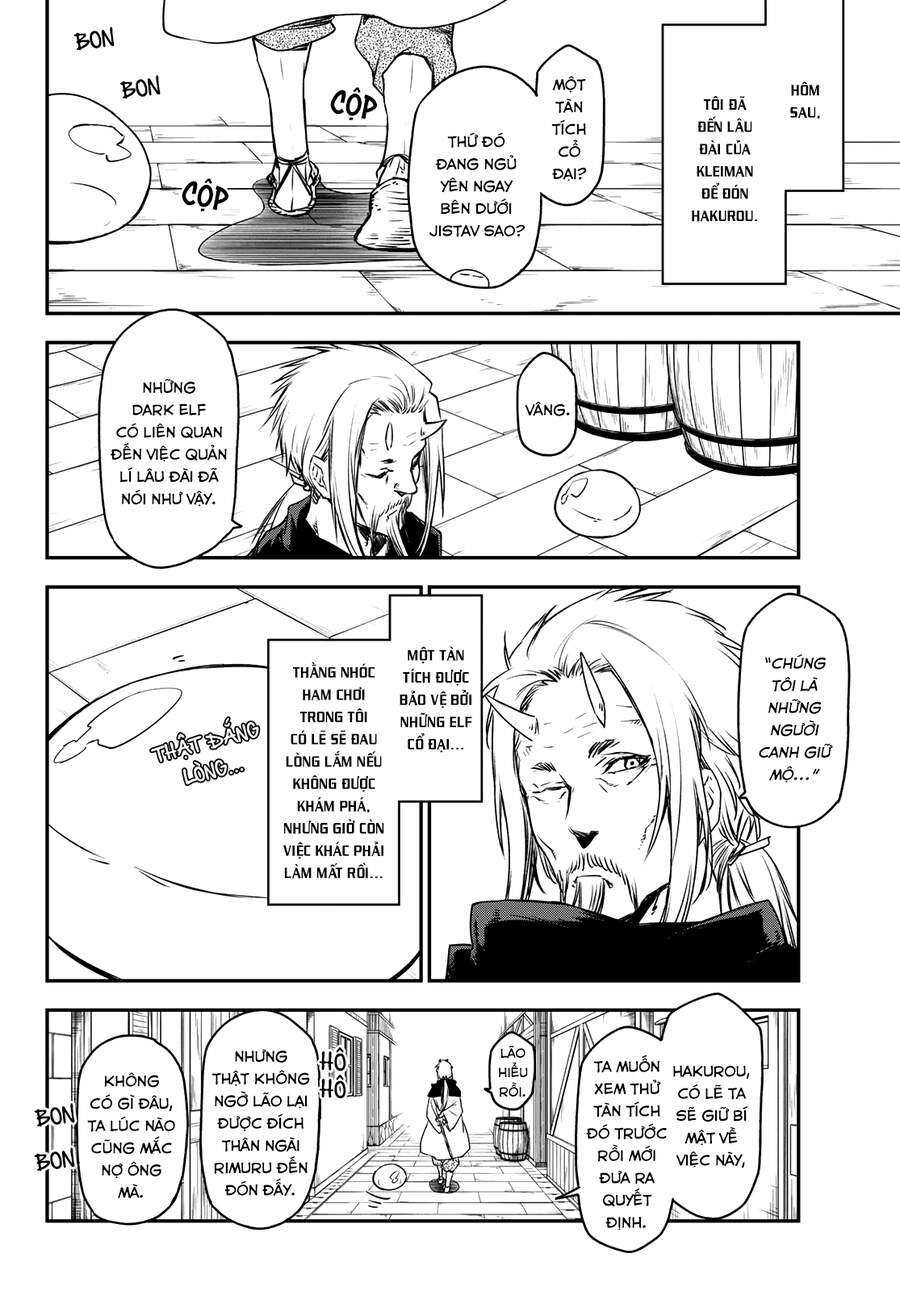 HÔM
SAU,
TÔI ĐÃ
ĐẾN LÂU
ĐÀI CỦA
KLEIMAN
ĐỂ ĐÓN
HAKUROU.
MỘT
TÀN
TÍCH
CỔ
ĐẠI?
THỨ ĐÓ
ĐANG NGỦ
YÊN NGAY
BÊN DƯỚI
JISTAV SAO?
CỘP
CỘP
BON
BON
VÂNG.
NHỮNG
DARK ELF
CÓ LIÊN QUAN
ĐẾN VIỆC QUẢN
LÍ LÂU ĐÀI ĐÃ
NÓI NHƯ VẬY.
“CHÚNG
TÔI LÀ
NHỮNG
NGƯỜI
CANH GIỮ
MỘ...”
MỘT TÀN
TÍCH ĐƯỢC
BẢO VỆ BỞI
NHỮNG ELF
CỔ ĐẠI...
THẰNG NHÓC
HAM CHƠI
TRONG TÔI
CÓ LẼ SẼ ĐAU
LÒNG LẮM NẾU
KHÔNG ĐƯỢC
KHÁM PHÁ,
NHƯNG GIỜ CÒN
VIỆC KHÁC PHẢI
LÀM MẤT RỒI...
THẬT ĐẮNG
LÒNG...
HAKUROU,
CÓ LẼ TA
SẼ GIỮ BÍ
MẬT VỀ
VIỆC NÀY,
TA MUỐN
XEM THỬ
TÀN TÍCH
ĐÓ TRƯỚC
RỒI MỚI
ĐƯA RA
QUYẾT
ĐỊNH.
LÃO
HIỂU
RỒI.
HÔ
HÔ
NHƯNG
THẬT KHÔNG
NGỜ LÃO LẠI
ĐƯỢC ĐÍCH
THÂN NGÀI
RIMURU ĐẾN
ĐÓN ĐẤY.
KHÔNG
CÓ GÌ ĐÂU,
TA LÚC NÀO
CŨNG MẮC
NỢ ÔNG
MÀ.
BON
BON